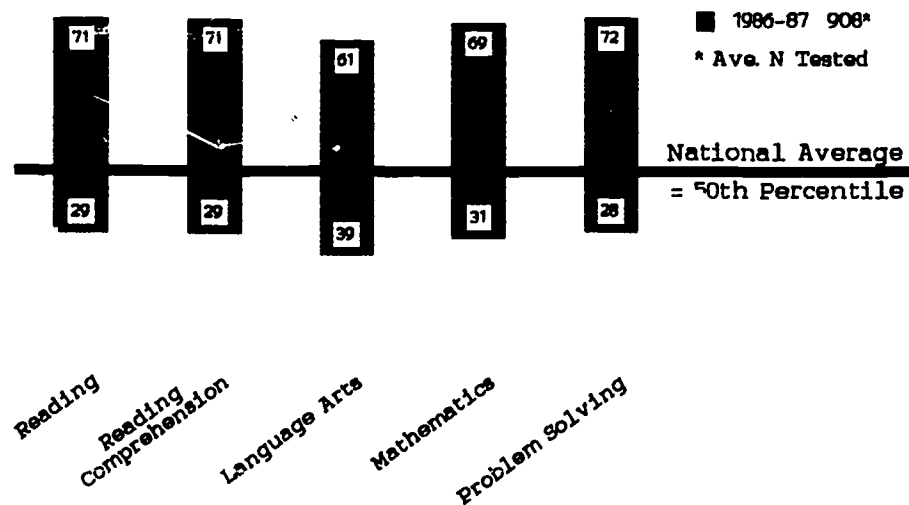 71 71 61 69 72
■ 1986-87 908*
* Ave. N Tested
National Average
= 50th Percentile
29 29 39 31 28
Reading
Reading
Comprehension
Language Arts
Mathematics
Problem Solving